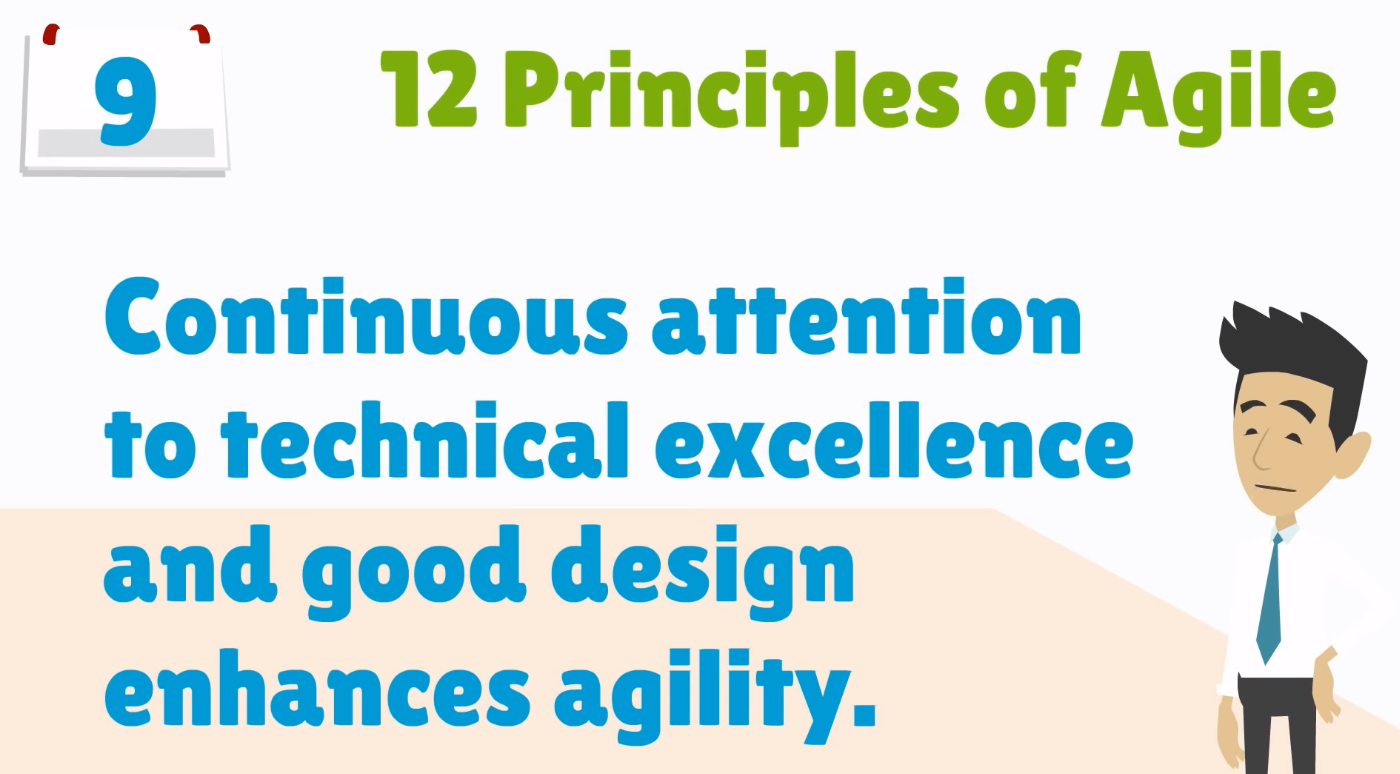 9
12 Principles of Agile
Continuous attention
to technical excellence
and good design
enhances agility.